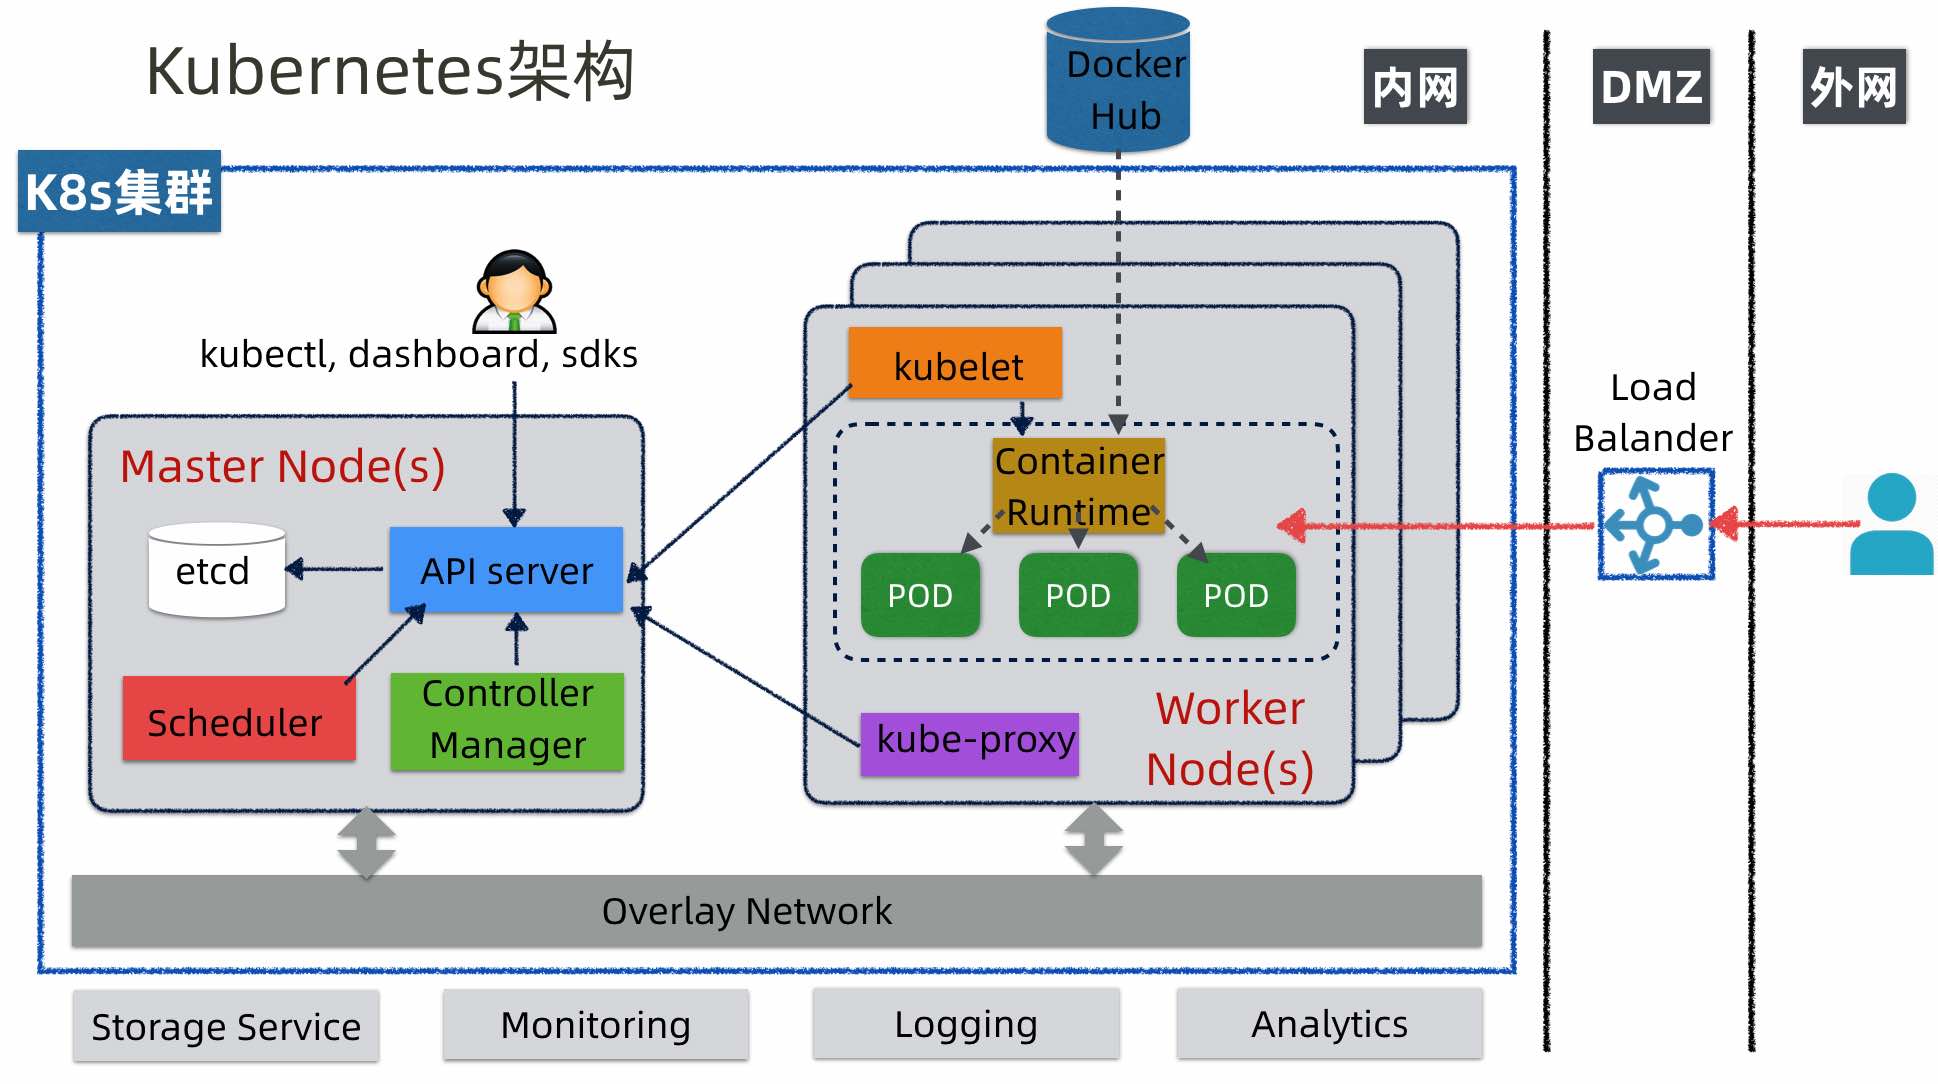 Kubernetes架构
Docker
Hub
内网
DMZ
外网
K8s集群
kubectl, dashboard, sdks
Master Node(s)
etcd
API server
Scheduler
Controller
Manager
kubelet
Container
Runtime
POD
POD
POD
kube-proxy
Worker
Node(s)
Load
Balander
Overlay Network
Storage Service
Monitoring
Logging
Analytics